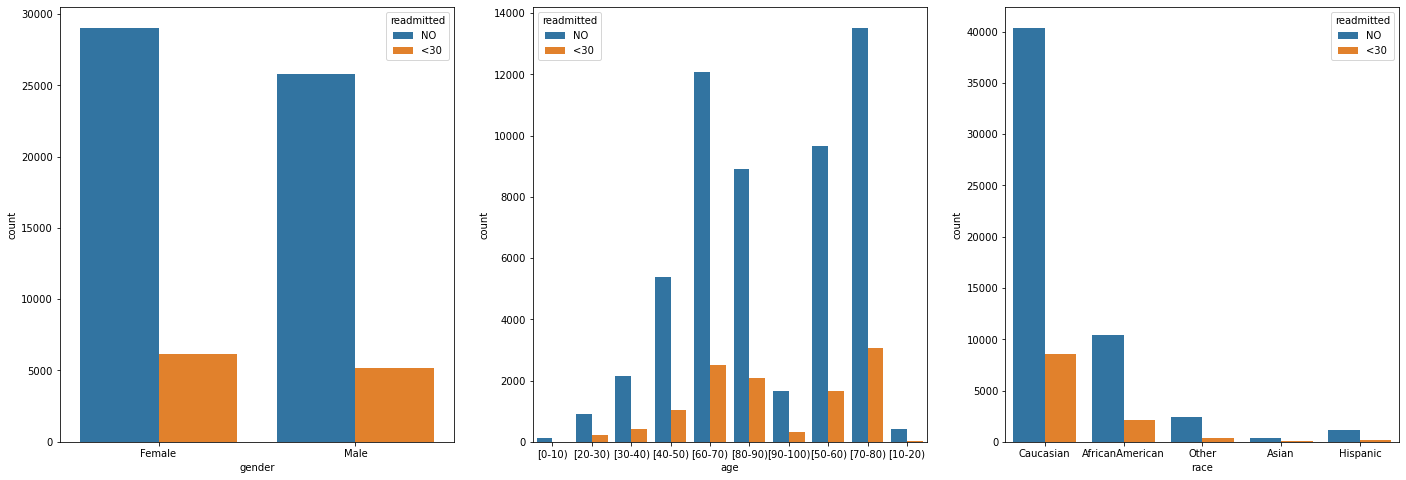 readmitted
NO
<30
30000
25000
20000
15000
10000
5000
0
count
Female Male
gender
readmitted
NO
<30
14000
12000
10000
8000
6000
4000
2000
0
count
[0-10) [20-30) [30-40) [40-50) [60-70) [80-90) [90-100) [50-60) [70-80) [10-20)
age
readmitted
NO
<30
40000
35000
30000
25000
20000
15000
10000
5000
0
count
Caucasian AfricanAmerican Other Asian Hispanic
race